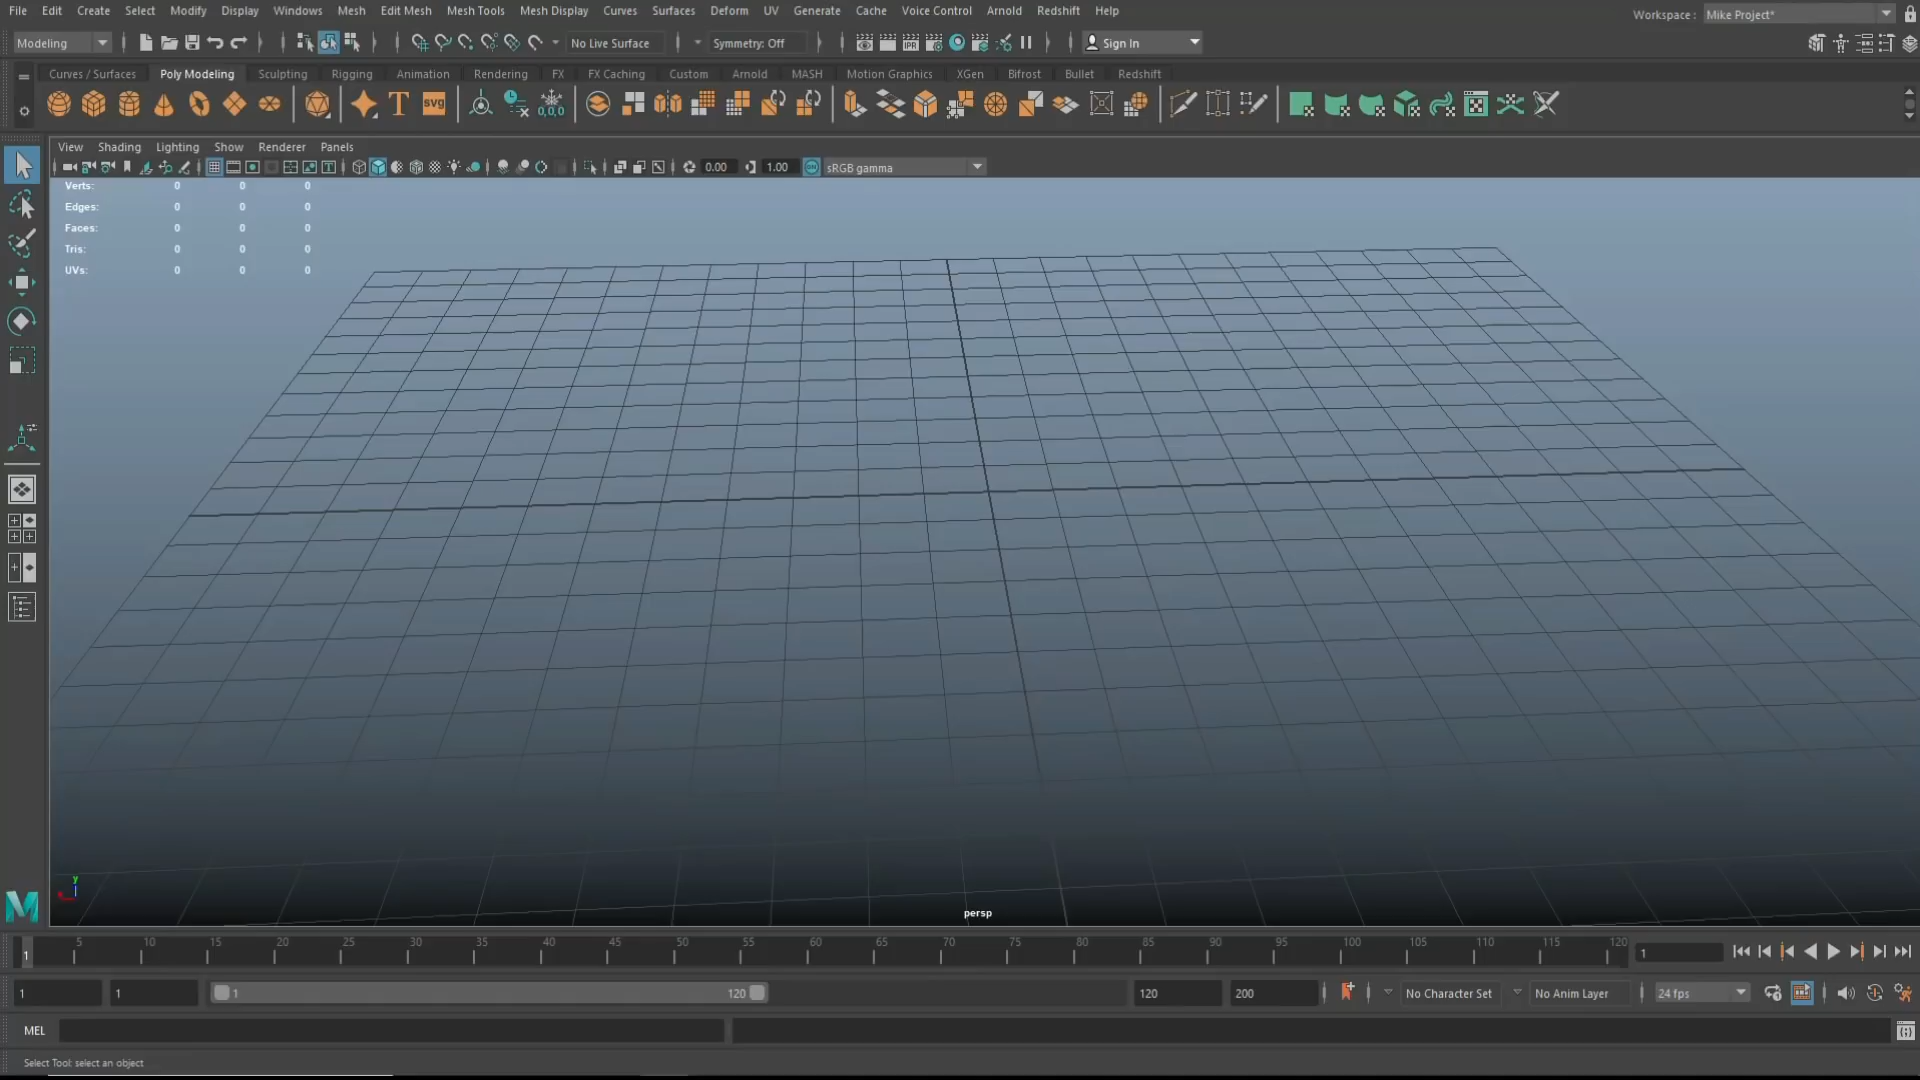 File Edit Create Select Modify Display Windows Mesh Edit Mesh Mesh Tools Mesh Display Curves Surfaces Deform UV Generate Cache Voice Control Arnold Redshift Help
Workspace : Mike Project*
Modeling No Live Surface Symmetry: Off IPR Sign In
Curves / Surfaces Poly Modeling Sculpting Rigging Animation Rendering FX FX Caching Custom Arnold MASH Motion Graphics XGen Bifrost Bullet Redshift
T svg 0,0,0
View Shading Lighting Show Renderer Panels
0.00 1.00 sRGB gamma
Verts: 0 0 0
Edges: 0 0 0
Faces: 0 0 0
Tris: 0 0 0
UVs: 0 0 0
y
M
persp
1 5 10 15 20 25 30 35 40 45 50 55 60 65 70 75 80 85 90 95 100 105 110 115 120 1
1 1 1 120 120 200 No Character Set No Anim Layer 24 fps
MEL
Select Tool: select an object